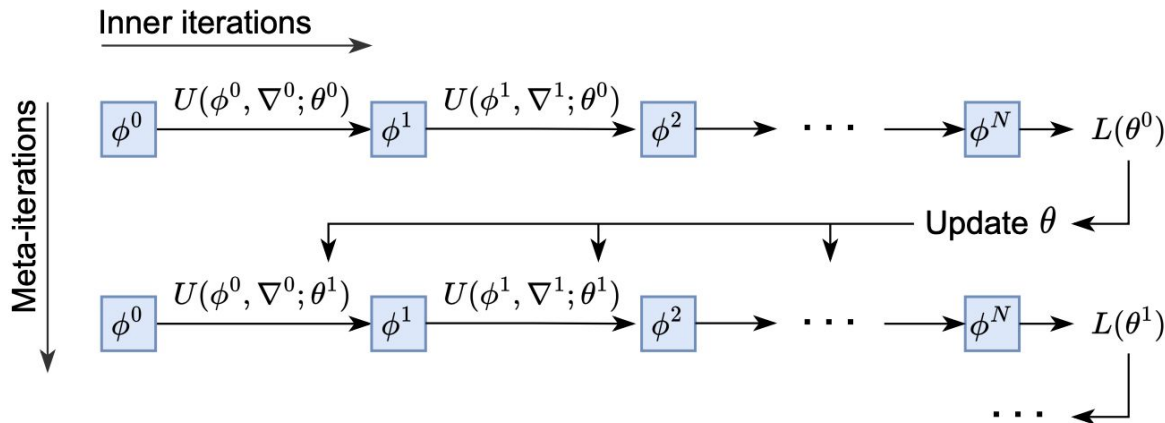 Inner iterations
Meta-iterations
U(ϕ⁰, ∇⁰; θ⁰) U(ϕ¹, ∇¹; θ⁰)
ϕ⁰ ϕ¹ ϕ² · · · ϕᴺ L(θ⁰)
Update θ
U(ϕ⁰, ∇⁰; θ¹) U(ϕ¹, ∇¹; θ¹)
ϕ⁰ ϕ¹ ϕ² · · · ϕᴺ L(θ¹)
· · ·